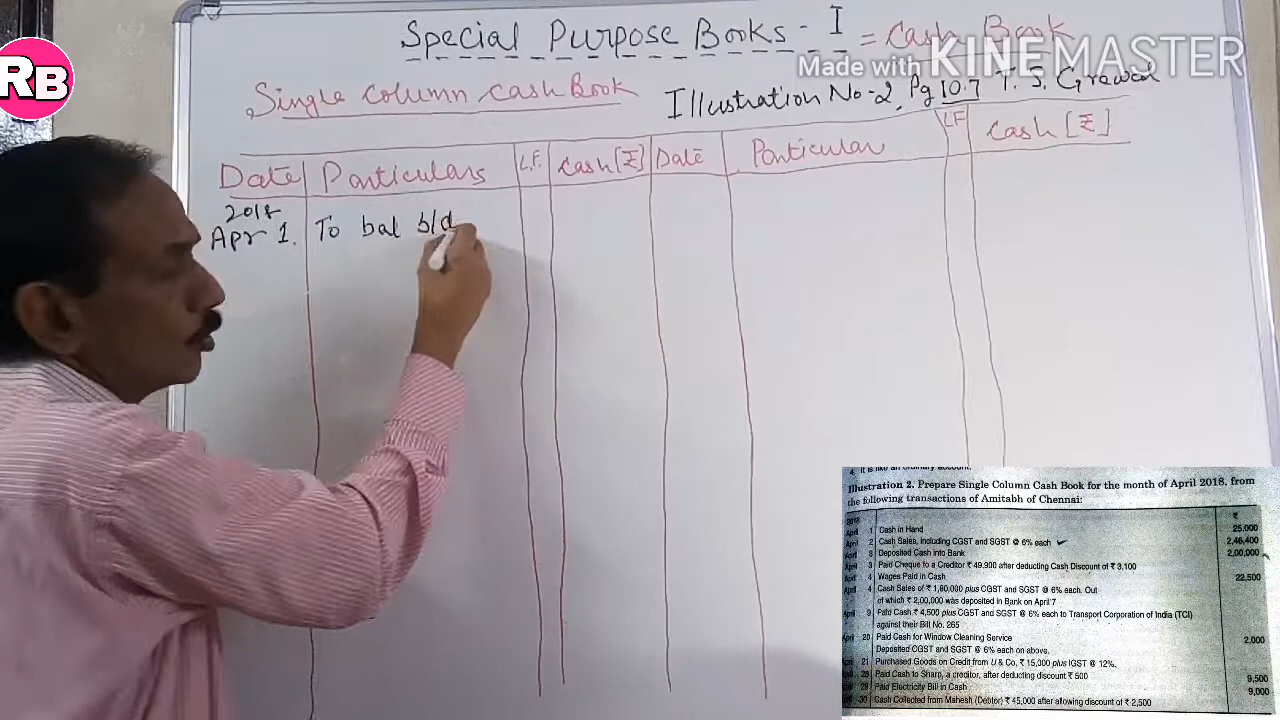 Special Purpose Books - I = Cash Book
Made with KINEMASTER
RB
Single Column Cash Book
Illustration No-2, Pg 10.7 T. S. Grewal
Date Particulars L.F. Cash [₹] Date Particular LF Cash [₹]
2018
Apr 1. To bal b/d
4. It is like an ordinary account.
Illustration 2. Prepare Single Column Cash Book for the month of April 2018, from
the following transactions of Amitabh of Chennai:
2018 ₹
April 1 Cash in Hand 25,000
April 2 Cash Sales, including CGST and SGST @ 6% each 2,46,400
April 3 Deposited Cash into Bank 2,00,000
April 3 Paid Cheque to a Creditor ₹ 49,900 after deducting Cash Discount of ₹ 3,100
April 4 Wages Paid in Cash 22,500
April 4 Cash Sales of ₹ 1,80,000 plus CGST and SGST @ 6% each. Out
of which ₹ 2,00,000 was deposited in Bank on April 7
April 9 Paid Cash ₹ 4,500 plus CGST and SGST @ 6% each to Transport Corporation of India (TCI)
against their Bill No. 265
April 20 Paid Cash for Window Cleaning Service 2,000
Deposited CGST and SGST @ 6% each on above.
April 21 Purchased Goods on Credit from U & Co. ₹ 15,000 plus IGST @ 12%.
Paid Cash to Sharp, a creditor, after deducting discount ₹ 500 9,500
29 Paid Electricity Bill in Cash 9,000
30 Cash Collected from Mahesh (Debtor) ₹ 45,000 after allowing discount of ₹ 2,500